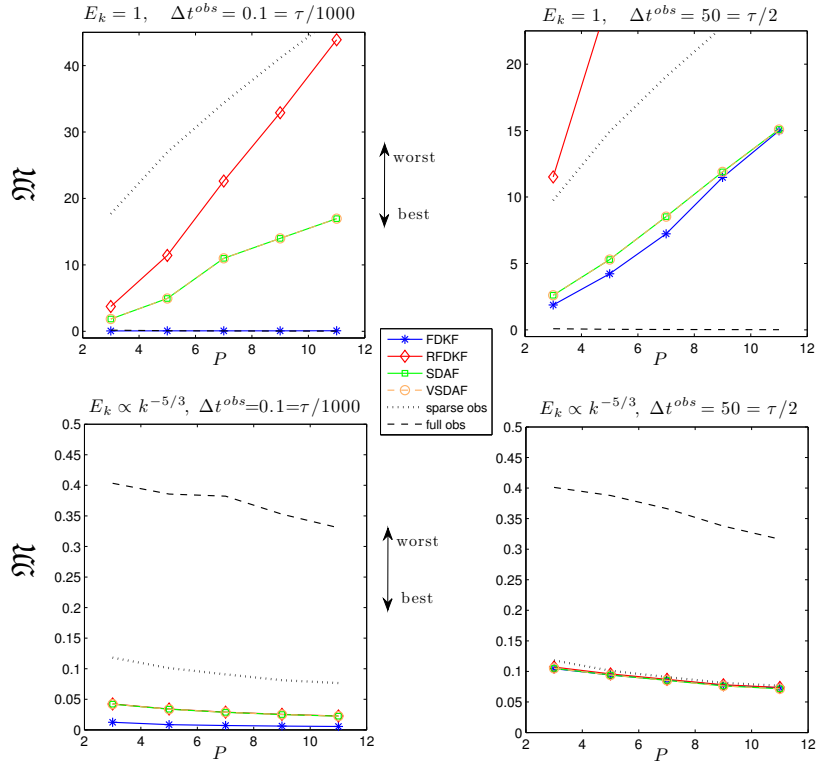 E_k = 1, Δt^{obs} = 0.1 = τ/1000
E_k = 1, Δt^{obs} = 50 = τ/2
𝔐
40
30
20
10
0
2 4 6 8 10 12
P
worst
best
20
15
10
5
0
2 4 6 8 10 12
P
FDKF
RFDKF
SDAF
VSDAF
sparse obs
full obs
E_k ∝ k^{-5/3}, Δt^{obs}=0.1=τ/1000
E_k ∝ k^{-5/3}, Δt^{obs} = 50 = τ/2
𝔐
0.5
0.45
0.4
0.35
0.3
0.25
0.2
0.15
0.1
0.05
0
2 4 6 8 10 12
P
worst
best
0.5
0.45
0.4
0.35
0.3
0.25
0.2
0.15
0.1
0.05
0
2 4 6 8 10 12
P